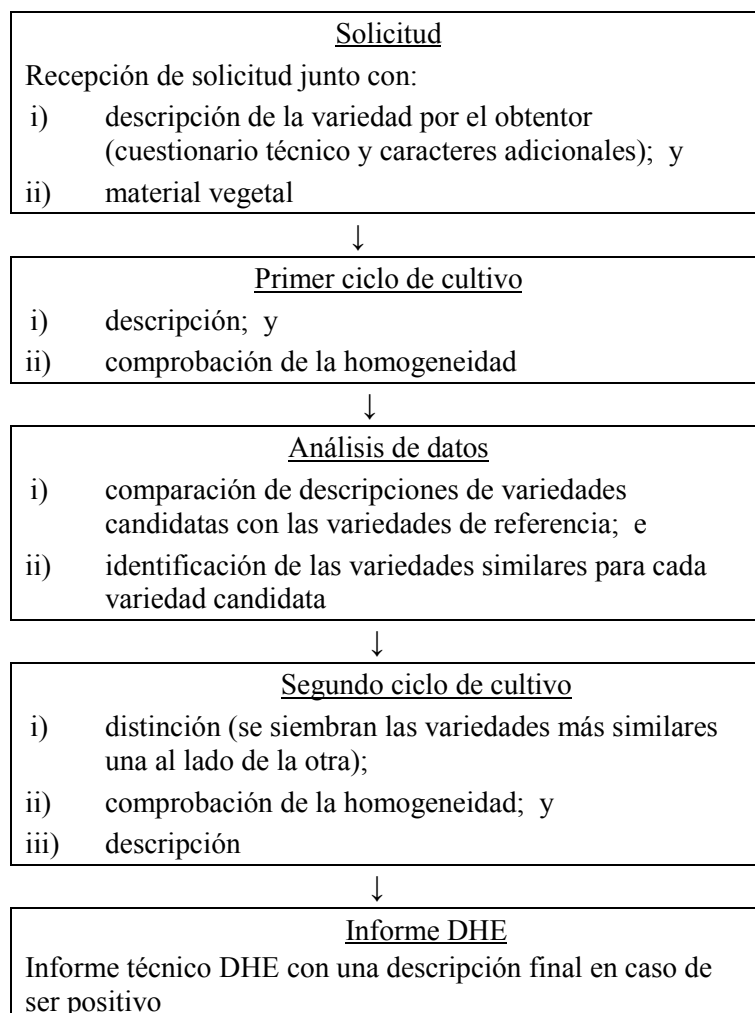 Solicitud
Recepción de solicitud junto con:
i) descripción de la variedad por el obtentor
(cuestionario técnico y caracteres adicionales); y
ii) material vegetal
↓
Primer ciclo de cultivo
i) descripción; y
ii) comprobación de la homogeneidad
↓
Análisis de datos
i) comparación de descripciones de variedades
candidatas con las variedades de referencia; e
ii) identificación de las variedades similares para cada
variedad candidata
↓
Segundo ciclo de cultivo
i) distinción (se siembran las variedades más similares
una al lado de la otra);
ii) comprobación de la homogeneidad; y
iii) descripción
↓
Informe DHE
Informe técnico DHE con una descripción final en caso de
ser positivo